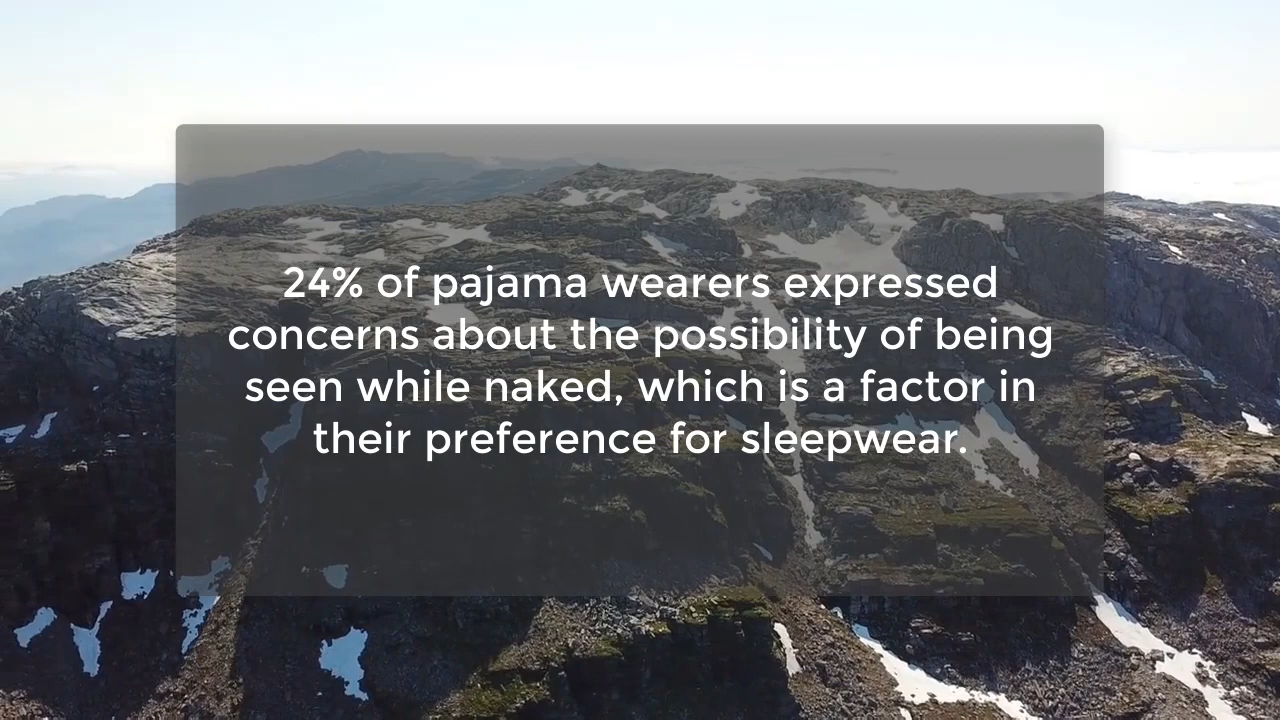 24% of pajama wearers expressed
concerns about the possibility of being
seen while naked, which is a factor in
their preference for sleepwear.